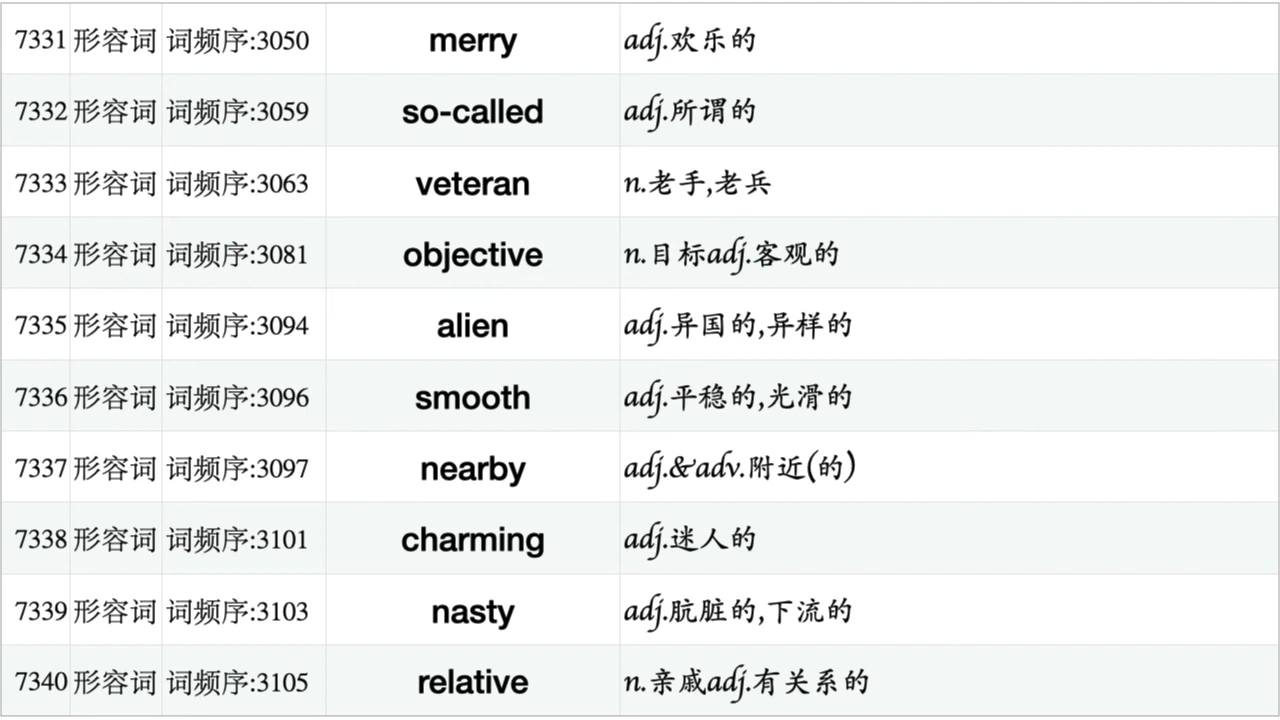 7331 形容词 词频序:3050 merry adj.欢乐的
7332 形容词 词频序:3059 so-called adj.所谓的
7333 形容词 词频序:3063 veteran n.老手,老兵
7334 形容词 词频序:3081 objective n.目标adj.客观的
7335 形容词 词频序:3094 alien adj.异国的,异样的
7336 形容词 词频序:3096 smooth adj.平稳的,光滑的
7337 形容词 词频序:3097 nearby adj.&adv.附近(的)
7338 形容词 词频序:3101 charming adj.迷人的
7339 形容词 词频序:3103 nasty adj.肮脏的,下流的
7340 形容词 词频序:3105 relative n.亲戚adj.有关系的